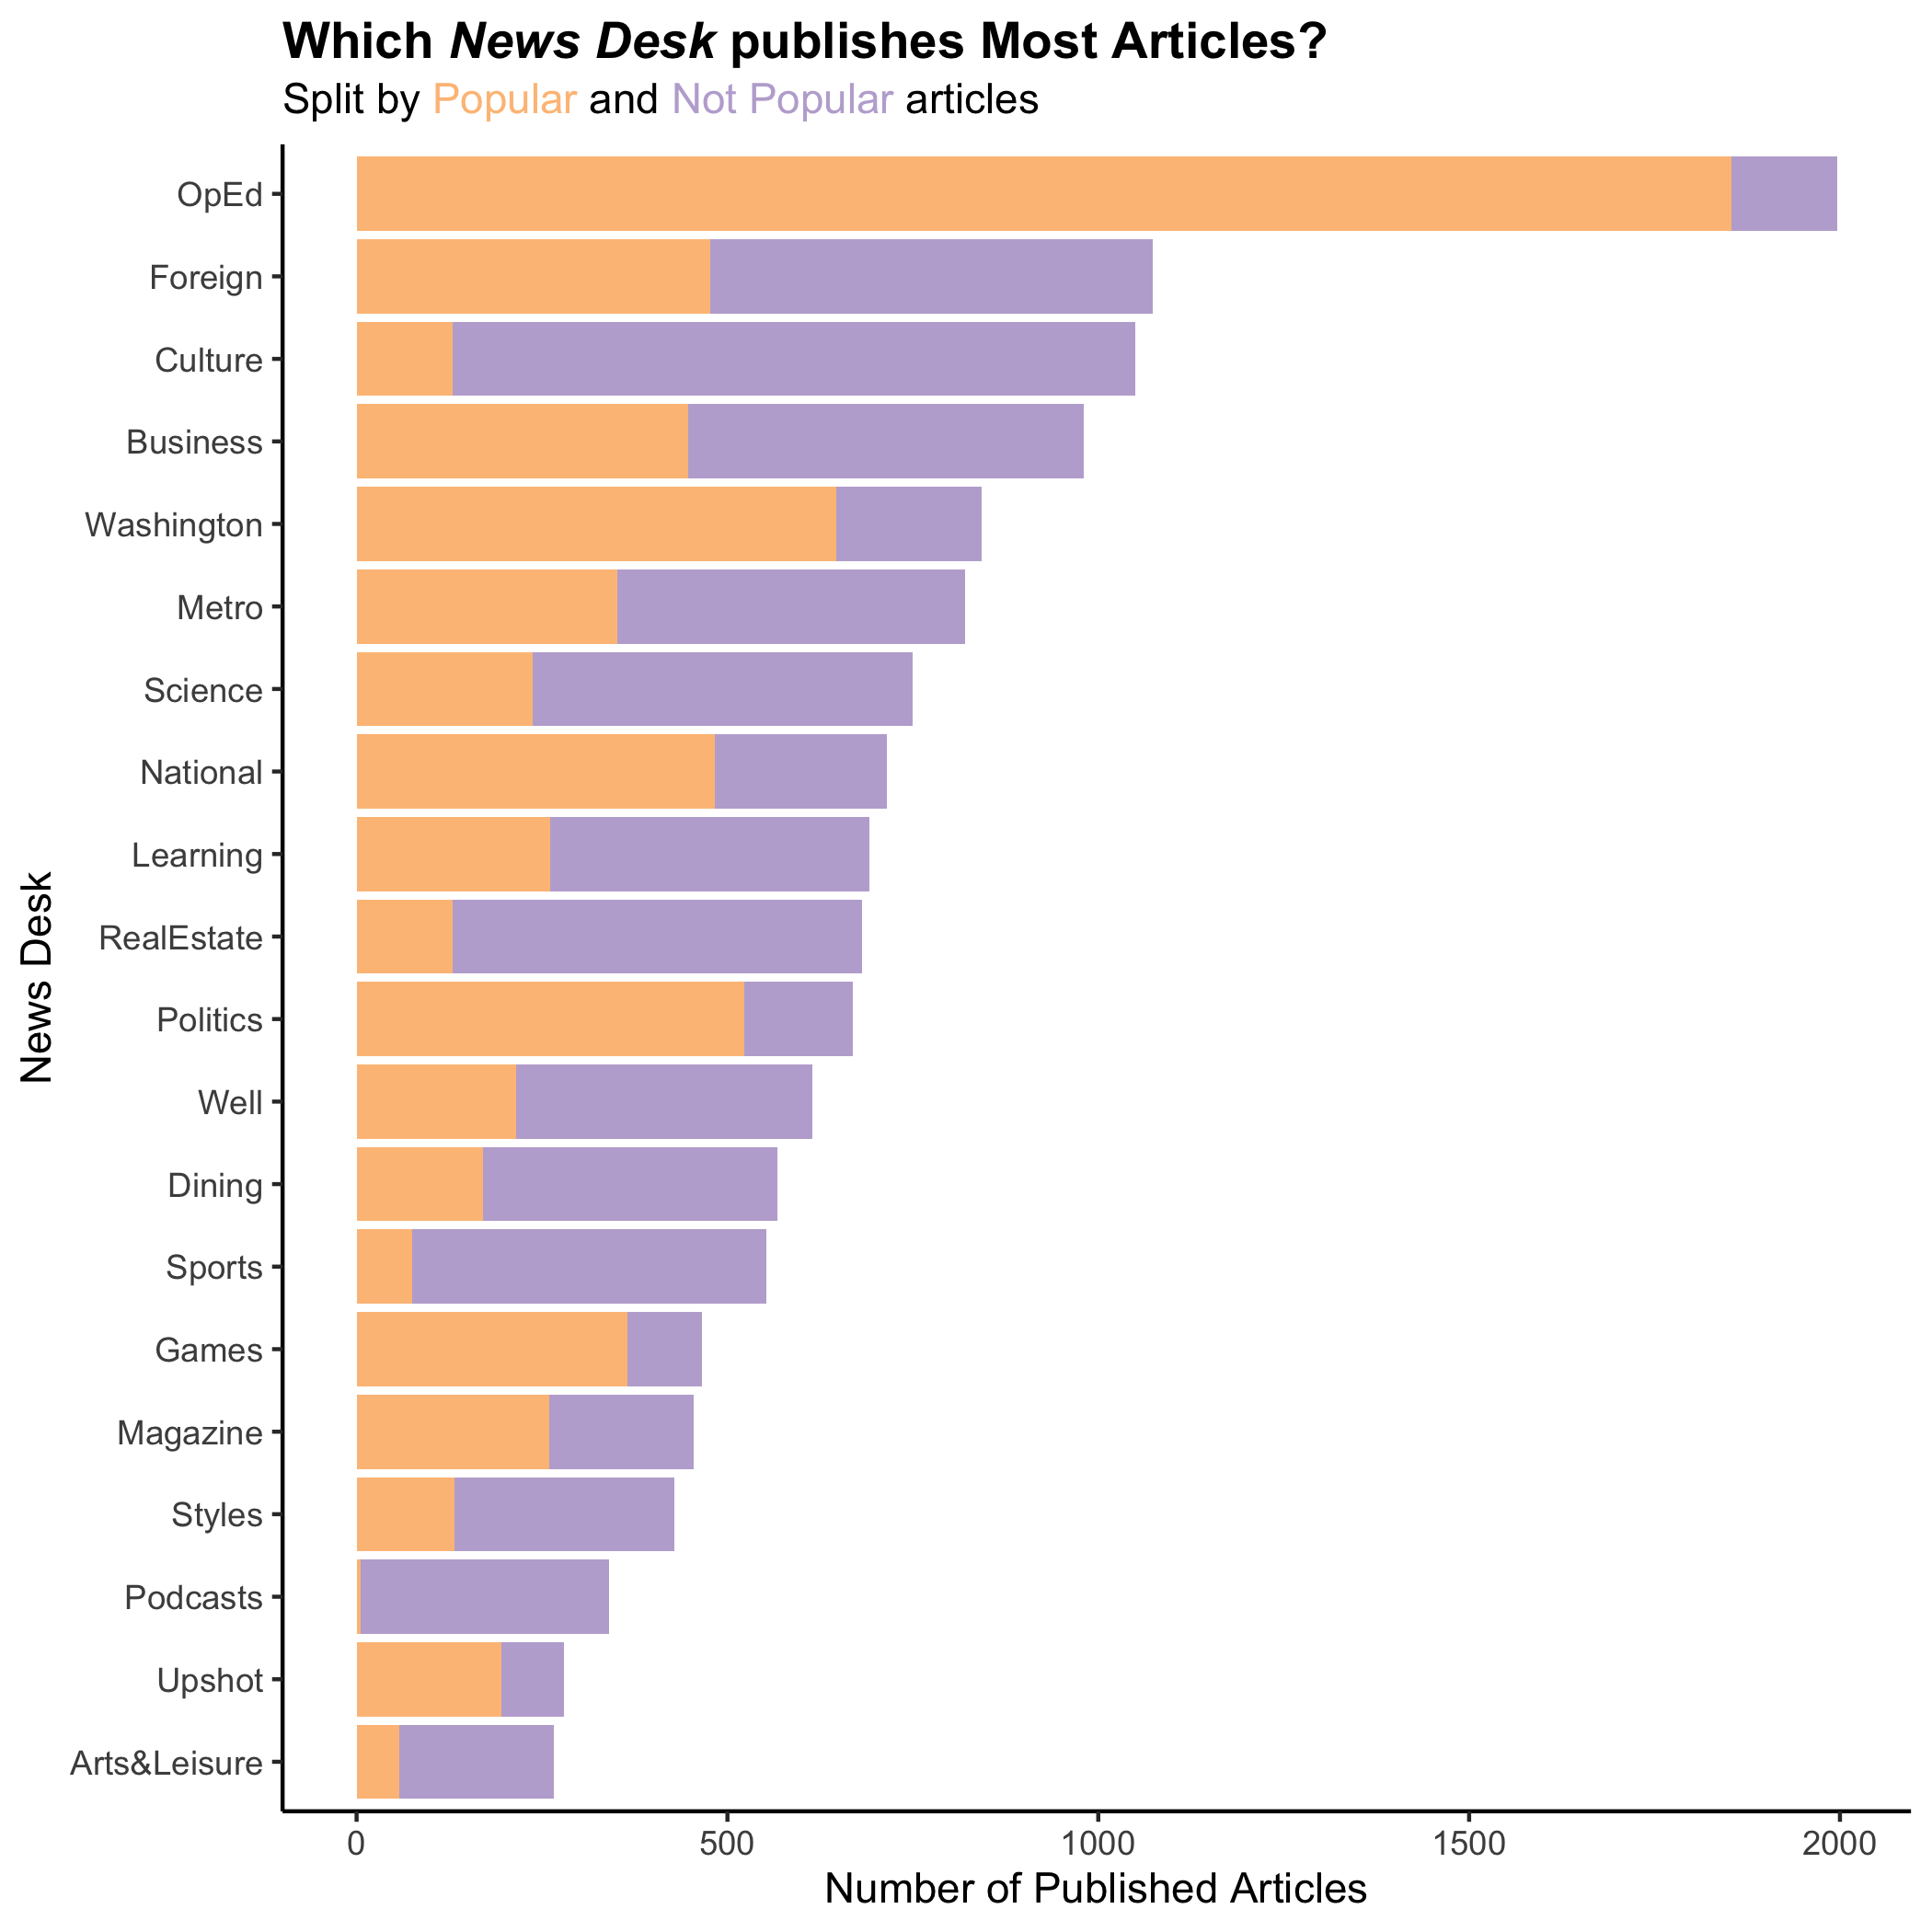 Which News Desk publishes Most Articles?
Split by Popular and Not Popular articles
News Desk
OpEd
Foreign
Culture
Business
Washington
Metro
Science
National
Learning
RealEstate
Politics
Well
Dining
Sports
Games
Magazine
Styles
Podcasts
Upshot
Arts&Leisure
0 500 1000 1500 2000
Number of Published Articles